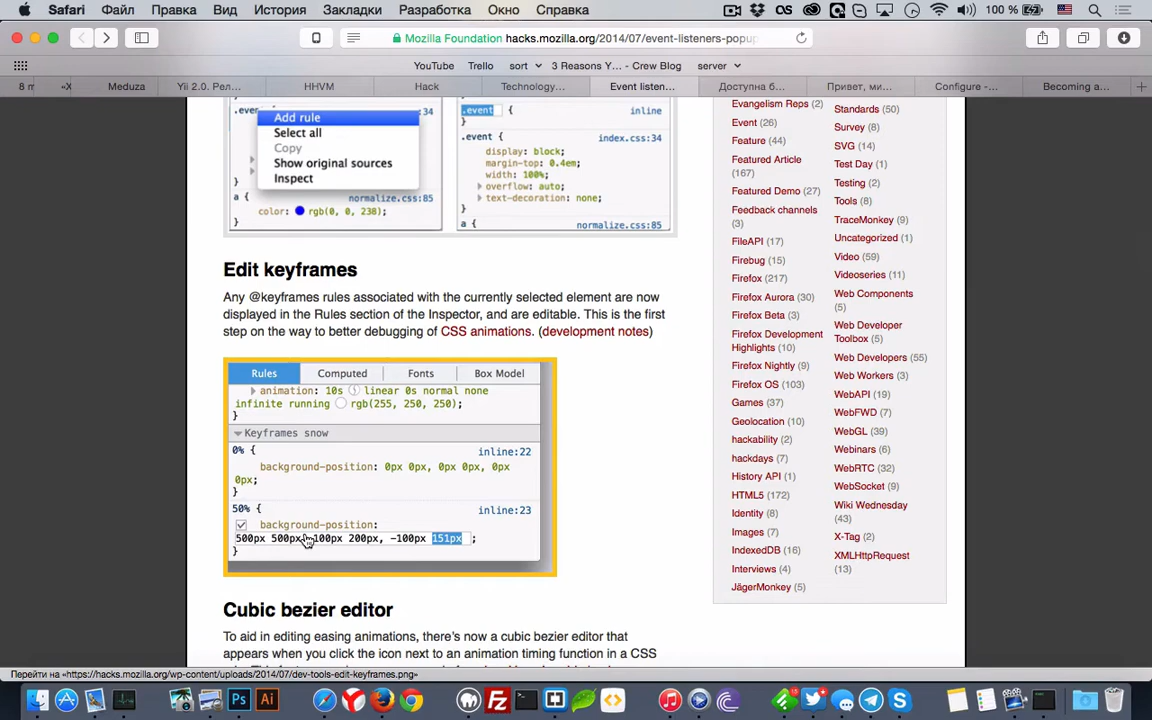 Safari Файл Правка Вид История Закладки Разработка Окно Справка 100 %
Mozilla Foundation hacks.mozilla.org/2014/07/event-listeners-popup
YouTube Trello sort 3 Reasons Y… – Crew Blog server
8 m «X Meduza Yii 2.0. Рел… HHVM Hack Technology… Event listen… Доступна б… Привет, ми… Configure -… Becoming a…
.even :34
Add rule
Select all
Copy
Show original sources
Inspect
}
a { normalize.css:85
color: rgb(0, 0, 238);
}
.event { inline
}
.event { index.css:34
display: block;
margin-top: 0.4em;
width: 100%;
overflow: auto;
text-decoration: none;
}
a { normalize.css:85
Edit keyframes
Any @keyframes rules associated with the currently selected element are now
displayed in the Rules section of the Inspector, and are editable. This is the first
step on the way to better debugging of CSS animations. (development notes)
Rules Computed Fonts Box Model
animation: 10s linear 0s normal none
infinite running rgb(255, 250, 250);
}
Keyframes snow
0% { inline:22
background-position: 0px 0px, 0px 0px, 0px
0px;
}
50% { inline:23
background-position:
500px 500px, 100px 200px, -100px 151px ;
}
Cubic bezier editor
To aid in editing easing animations, there's now a cubic bezier editor that
appears when you click the icon next to an animation timing function in a CSS
Evangelism Reps (2)
Event (26)
Feature (44)
Featured Article
(167)
Featured Demo (27)
Feedback channels
(3)
FileAPI (17)
Firebug (15)
Firefox (217)
Firefox Aurora (30)
Firefox Beta (3)
Firefox Development
Highlights (10)
Firefox Nightly (9)
Firefox OS (103)
Games (37)
Geolocation (10)
hackability (2)
hackdays (7)
History API (1)
HTML5 (172)
Identity (8)
Images (7)
IndexedDB (16)
Interviews (4)
JägerMonkey (5)
Standards (50)
Survey (8)
SVG (14)
Test Day (1)
Testing (2)
Tools (8)
TraceMonkey (9)
Uncategorized (1)
Video (59)
Videoseries (11)
Web Components
(5)
Web Developer
Toolbox (5)
Web Developers (55)
Web Workers (3)
WebAPI (19)
WebFWD (7)
WebGL (39)
Webinars (6)
WebRTC (32)
WebSocket (9)
Wiki Wednesday
(43)
X-Tag (2)
XMLHttpRequest
(13)
Перейти на «https://hacks.mozilla.org/wp-content/uploads/2014/07/dev-tools-edit-keyframes.png»
Ps Ai